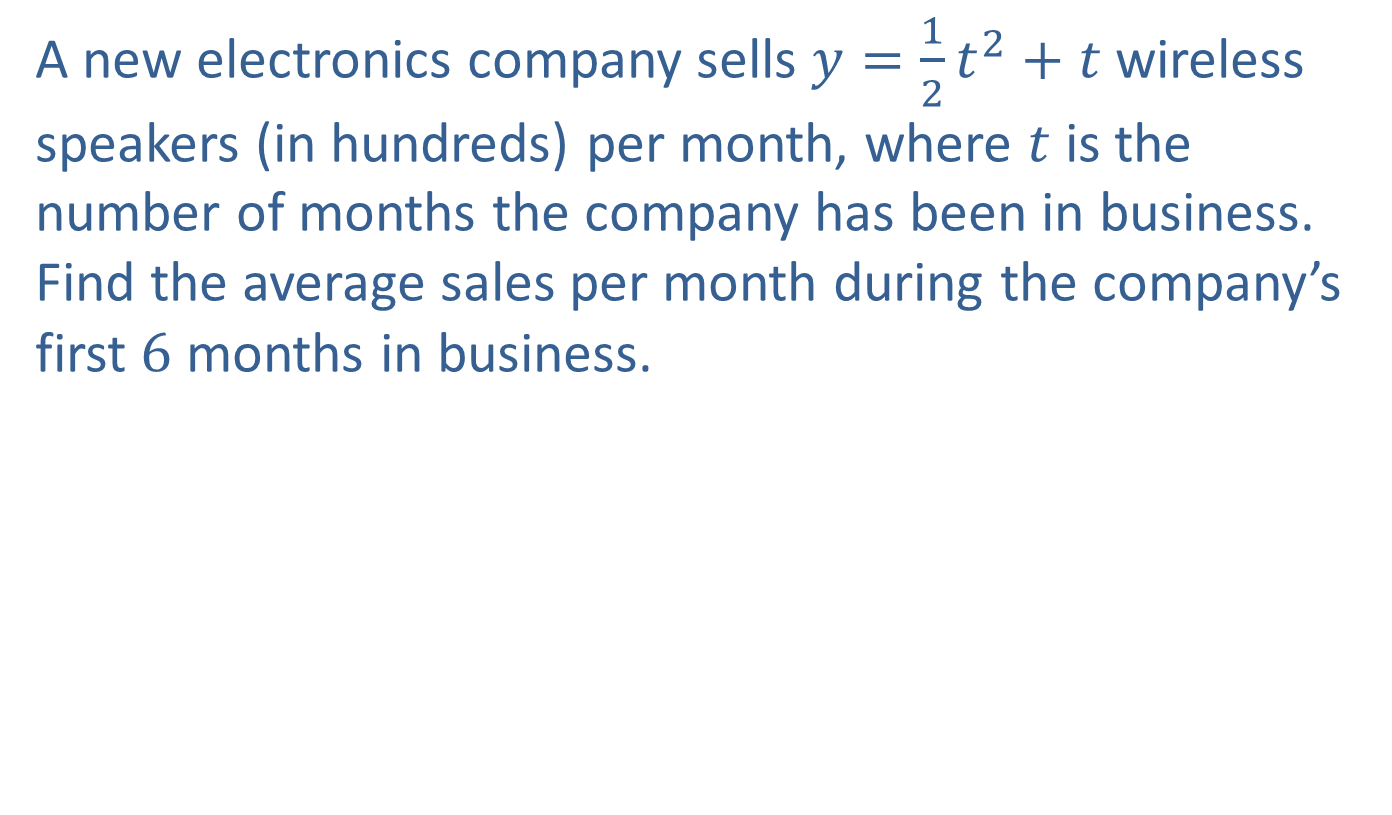 A new electronics company sells 𝑦 = 1/2 𝑡² + 𝑡 wireless
speakers (in hundreds) per month, where 𝑡 is the
number of months the company has been in business.
Find the average sales per month during the company’s
first 6 months in business.